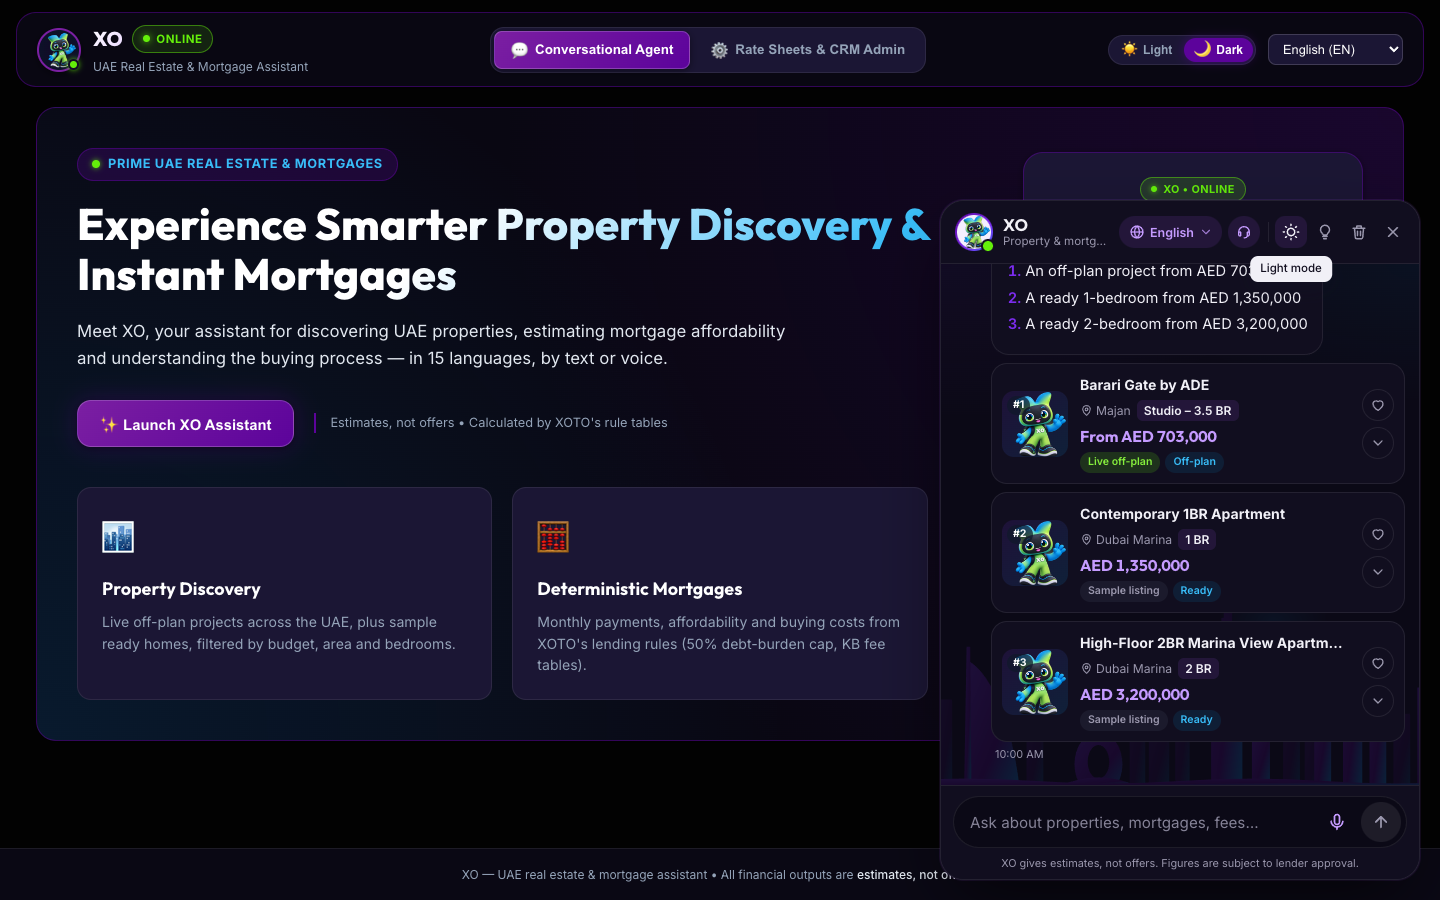 XO
ONLINE
UAE Real Estate & Mortgage Assistant
Conversational Agent
Rate Sheets & CRM Admin
Light
Dark
English (EN)
PRIME UAE REAL ESTATE & MORTGAGES
Experience Smarter Property Discovery &
Instant Mortgages
Meet XO, your assistant for discovering UAE properties, estimating mortgage affordability
and understanding the buying process — in 15 languages, by text or voice.
✨ Launch XO Assistant
Estimates, not offers • Calculated by XOTO's rule tables
Property Discovery
Live off-plan projects across the UAE, plus sample
ready homes, filtered by budget, area and bedrooms.
Deterministic Mortgages
Monthly payments, affordability and buying costs from
XOTO's lending rules (50% debt-burden cap, KB fee
tables).
XO • ONLINE
XO
Property & mortg...
English
Light mode
1. An off-plan project from AED 703
2. A ready 1-bedroom from AED 1,350,000
3. A ready 2-bedroom from AED 3,200,000
#1
Barari Gate by ADE
Majan
Studio – 3.5 BR
From AED 703,000
Live off-plan
Off-plan
#2
Contemporary 1BR Apartment
Dubai Marina
1 BR
AED 1,350,000
Sample listing
Ready
#3
High-Floor 2BR Marina View Apartm...
Dubai Marina
2 BR
AED 3,200,000
Sample listing
Ready
10:00 AM
Ask about properties, mortgages, fees...
XO gives estimates, not offers. Figures are subject to lender approval.
XO — UAE real estate & mortgage assistant • All financial outputs are estimates, not